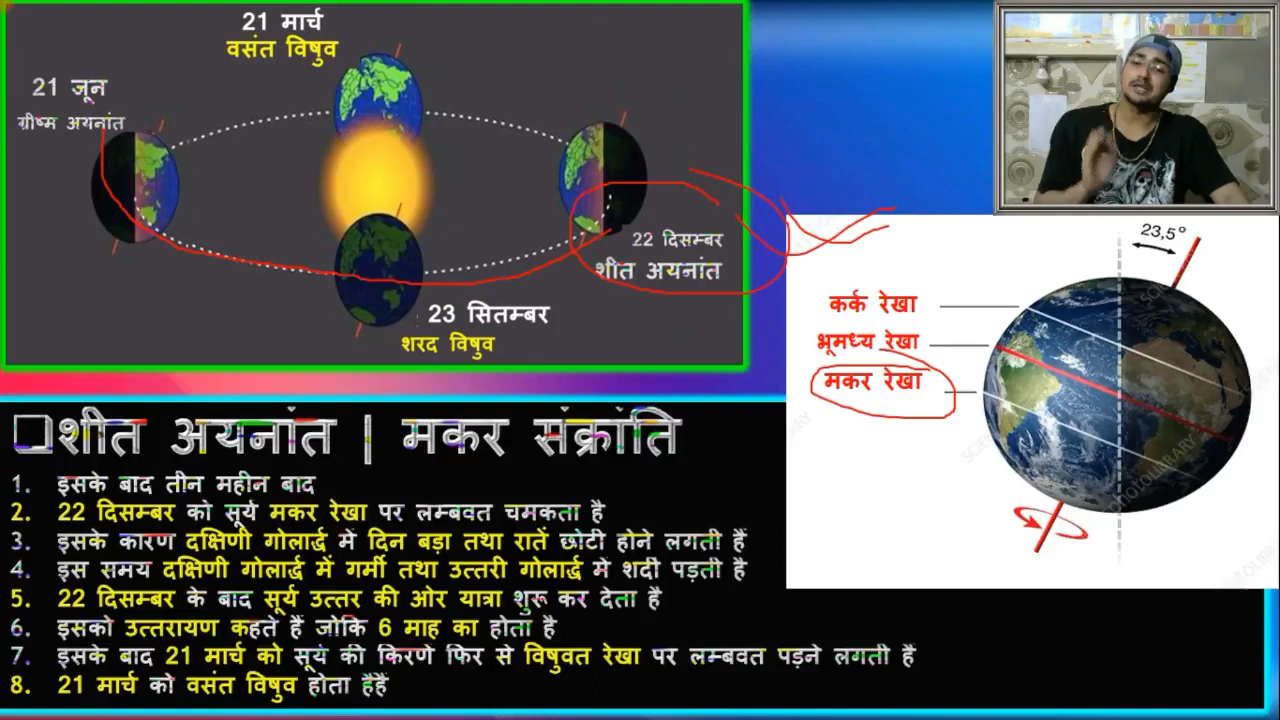 21 मार्च
वसंत विषुव
21 जून
ग्रीष्म अयनांत
22 दिसम्बर
शीत अयनांत
23 सितम्बर
शरद विषुव
23,5°
कर्क रेखा
भूमध्य रेखा
मकर रेखा
शीत अयनांत | मकर संक्रांति
1. इसके बाद तीन महीन बाद
2. 22 दिसम्बर को सूर्य मकर रेखा पर लम्बवत चमकता है
3. इसके कारण दक्षिणी गोलार्द्ध में दिन बड़ा तथा रातें छोटी होने लगती हैं
4. इस समय दक्षिणी गोलार्द्ध में गर्मी तथा उत्तरी गोलार्द्ध मे शदी पड़ती है
5. 22 दिसम्बर के बाद सूर्य उत्तर की ओर यात्रा शुरू कर देता है
6. इसको उत्तरायण कहते हैं जोकि 6 माह का होता है
7. इसके बाद 21 मार्च को सूर्य की किरणे फिर से विषुवत रेखा पर लम्बवत पड़ने लगती हैं
8. 21 मार्च को वसंत विषुव होता हैहैं